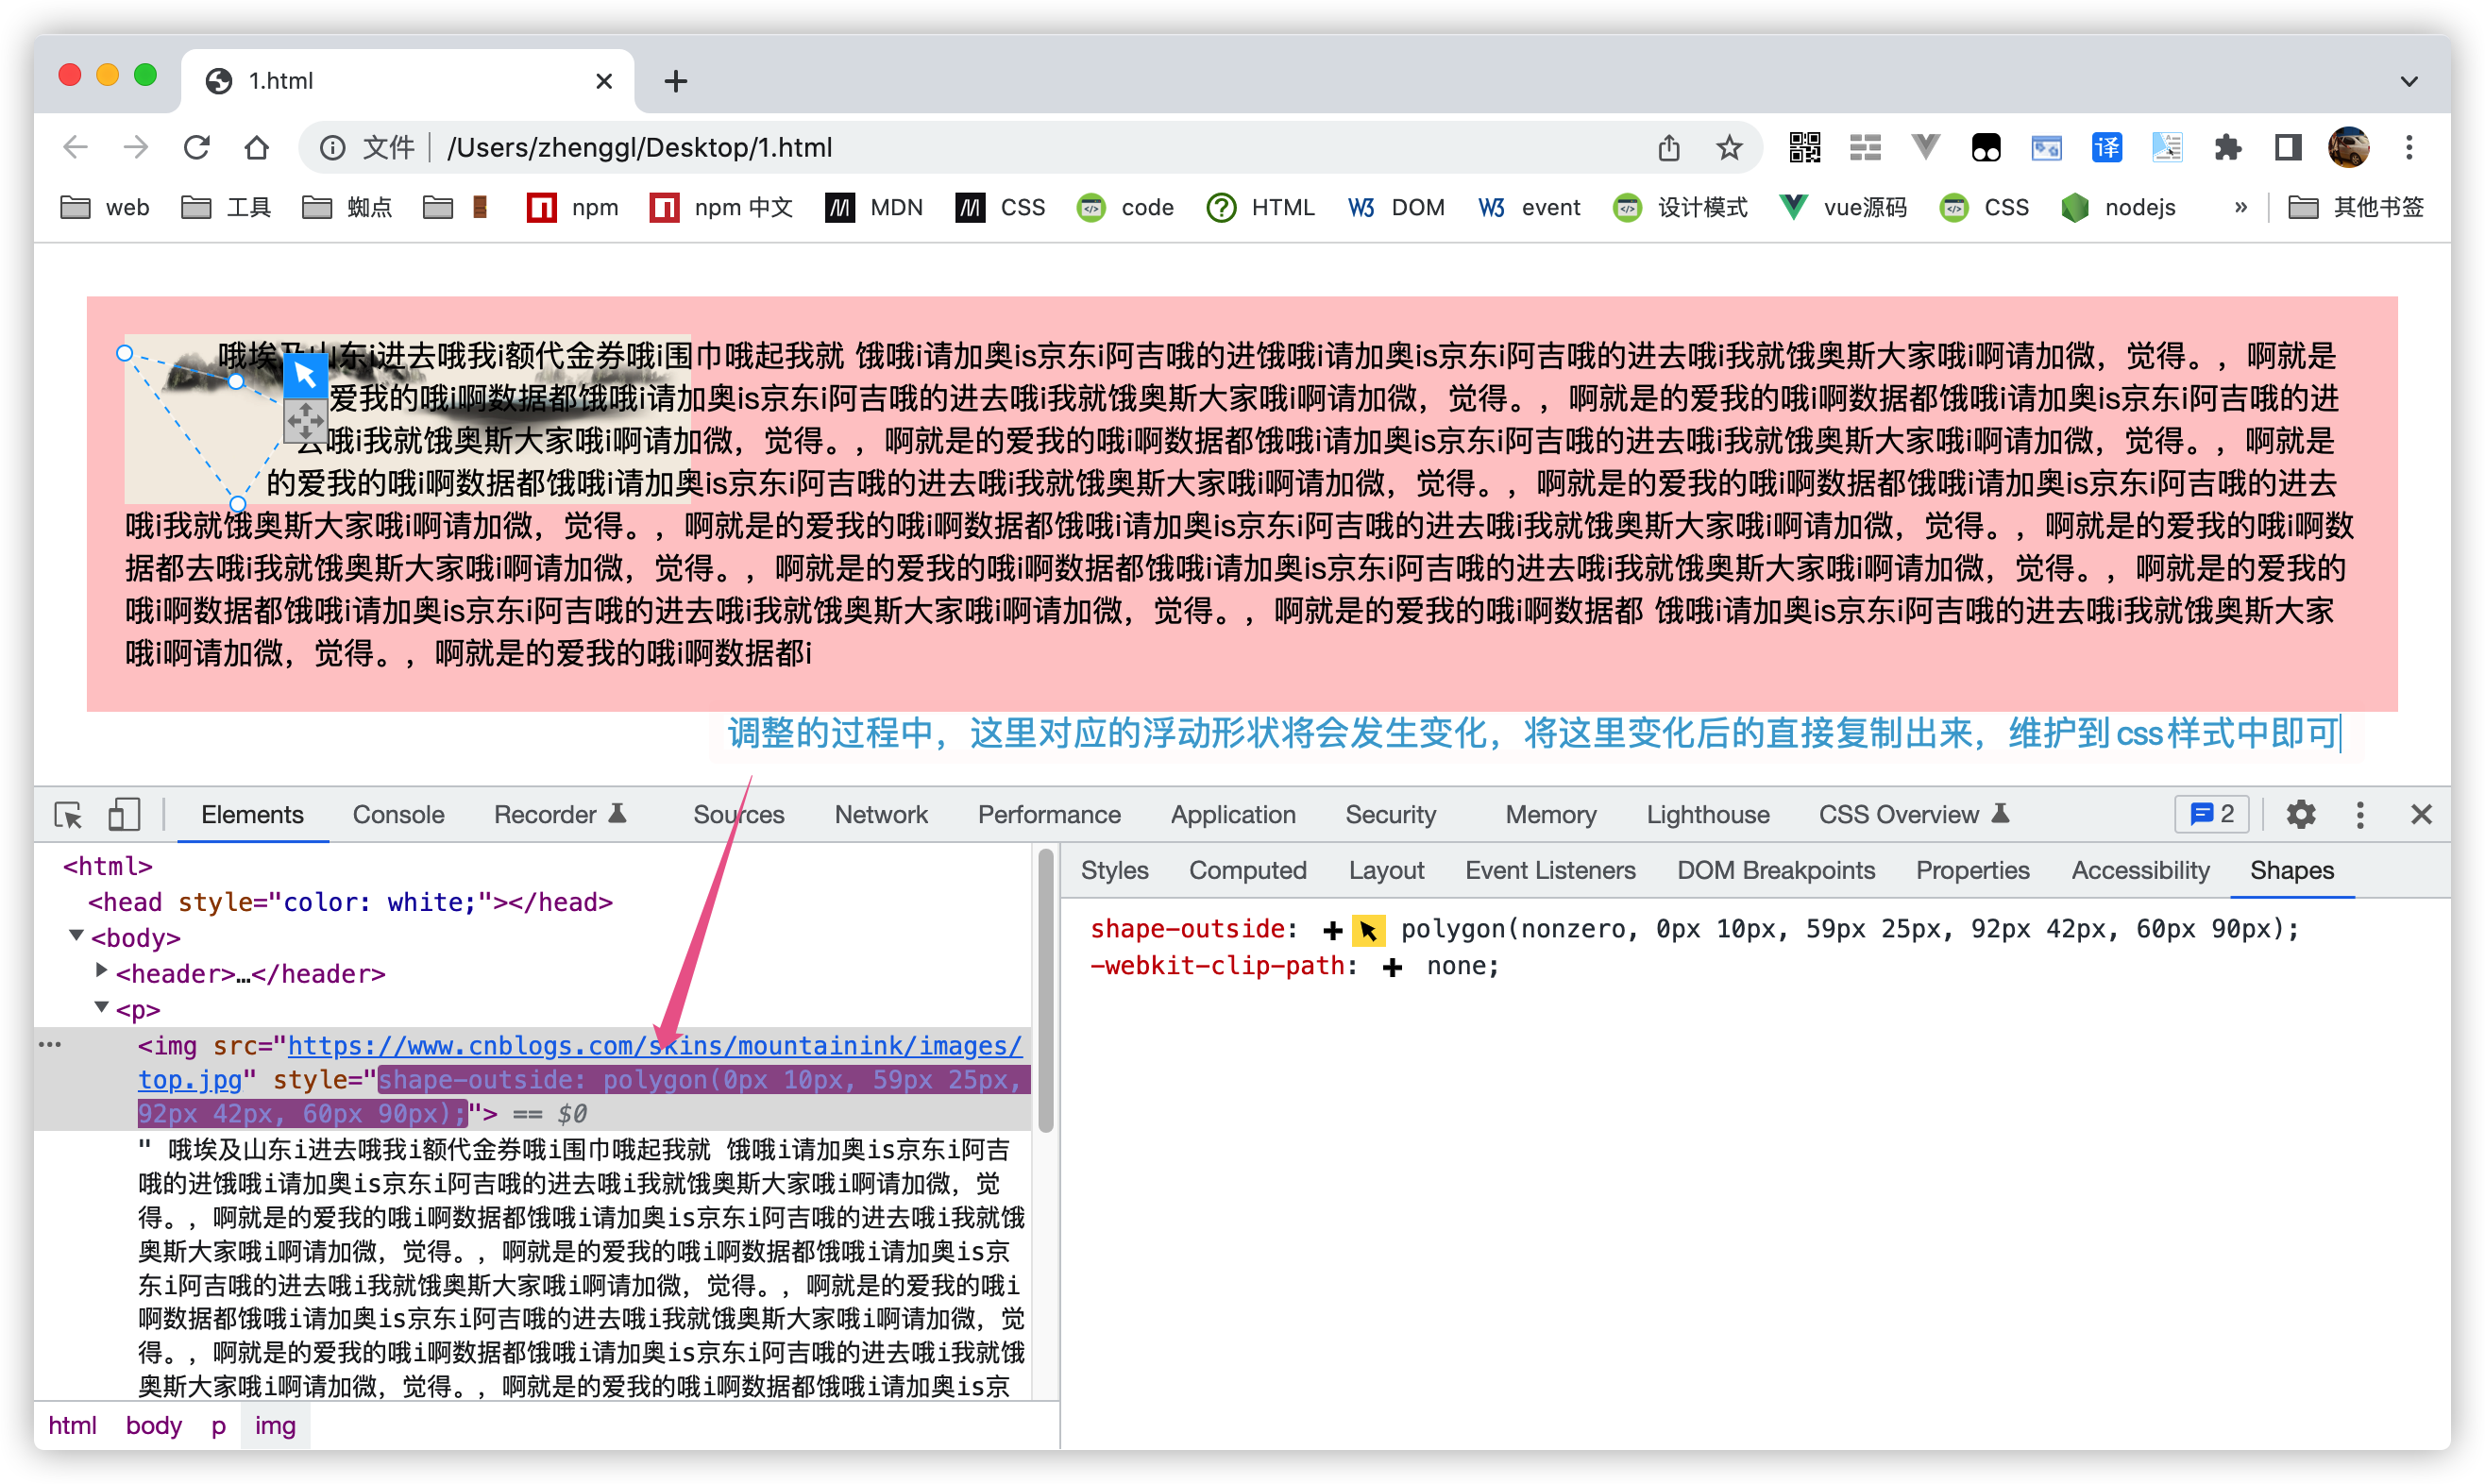 1.html
文件 /Users/zhenggl/Desktop/1.html 译
web 工具 蜘点 npm npm 中文 MDN CSS code HTML DOM event 设计模式 vue源码 CSS nodejs » 其他书签
哦埃及山东i进去哦我i额代金券哦i围巾哦起我就 饿哦i请加奥is京东i阿吉哦的进饿哦i请加奥is京东i阿吉哦的进去哦i我就饿奥斯大家哦i啊请加微，觉得。，啊就是
爱我的哦i啊数据都饿哦i请加奥is京东i阿吉哦的进去哦i我就饿奥斯大家哦i啊请加微，觉得。，啊就是的爱我的哦i啊数据都饿哦i请加奥is京东i阿吉哦的进
去哦i我就饿奥斯大家哦i啊请加微，觉得。，啊就是的爱我的哦i啊数据都饿哦i请加奥is京东i阿吉哦的进去哦i我就饿奥斯大家哦i啊请加微，觉得。，啊就是
的爱我的哦i啊数据都饿哦i请加奥is京东i阿吉哦的进去哦i我就饿奥斯大家哦i啊请加微，觉得。，啊就是的爱我的哦i啊数据都饿哦i请加奥is京东i阿吉哦的进去
哦i我就饿奥斯大家哦i啊请加微，觉得。，啊就是的爱我的哦i啊数据都饿哦i请加奥is京东i阿吉哦的进去哦i我就饿奥斯大家哦i啊请加微，觉得。，啊就是的爱我的哦i啊数
据都去哦i我就饿奥斯大家哦i啊请加微，觉得。，啊就是的爱我的哦i啊数据都饿哦i请加奥is京东i阿吉哦的进去哦i我就饿奥斯大家哦i啊请加微，觉得。，啊就是的爱我的
哦i啊数据都饿哦i请加奥is京东i阿吉哦的进去哦i我就饿奥斯大家哦i啊请加微，觉得。，啊就是的爱我的哦i啊数据都 饿哦i请加奥is京东i阿吉哦的进去哦i我就饿奥斯大家
哦i啊请加微，觉得。，啊就是的爱我的哦i啊数据都i
调整的过程中，这里对应的浮动形状将会发生变化，将这里变化后的直接复制出来，维护到css样式中即可
Elements Console Recorder Sources Network Performance Application Security Memory Lighthouse CSS Overview 2
<html>
<head style="color: white;"></head>
<body>
<header>…</header>
<p>
<img src="https://www.cnblogs.com/skins/mountainink/images/
top.jpg" style="shape-outside: polygon(0px 10px, 59px 25px,
92px 42px, 60px 90px);"> == $0
" 哦埃及山东i进去哦我i额代金券哦i围巾哦起我就 饿哦i请加奥is京东i阿吉
哦的进饿哦i请加奥is京东i阿吉哦的进去哦i我就饿奥斯大家哦i啊请加微，觉
得。，啊就是的爱我的哦i啊数据都饿哦i请加奥is京东i阿吉哦的进去哦i我就饿
奥斯大家哦i啊请加微，觉得。，啊就是的爱我的哦i啊数据都饿哦i请加奥is京
东i阿吉哦的进去哦i我就饿奥斯大家哦i啊请加微，觉得。，啊就是的爱我的哦i
啊数据都饿哦i请加奥is京东i阿吉哦的进去哦i我就饿奥斯大家哦i啊请加微，觉
得。，啊就是的爱我的哦i啊数据都饿哦i请加奥is京东i阿吉哦的进去哦i我就饿
奥斯大家哦i啊请加微，觉得。，啊就是的爱我的哦i啊数据都饿哦i请加奥is京
html body p img
Styles Computed Layout Event Listeners DOM Breakpoints Properties Accessibility Shapes
shape-outside: polygon(nonzero, 0px 10px, 59px 25px, 92px 42px, 60px 90px);
-webkit-clip-path: none;